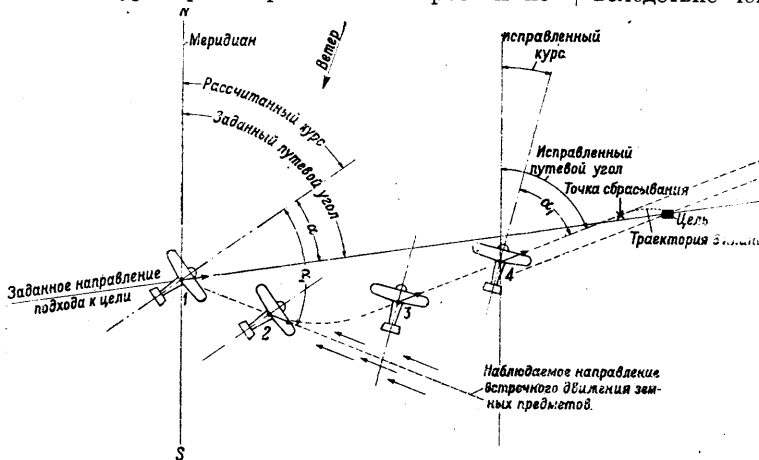 N
Меридиан
Ветер
Рассчитанный курс
Заданный путевой угол
исправленный
курс
Исправленный
путевой угол
Точка сбрасывания
Цель
Траектория
α
α₁
Заданное направление
подхода к цели
1
2
3
4
Наблюдаемое направление
встречного движения зем-
ных предметов.
S